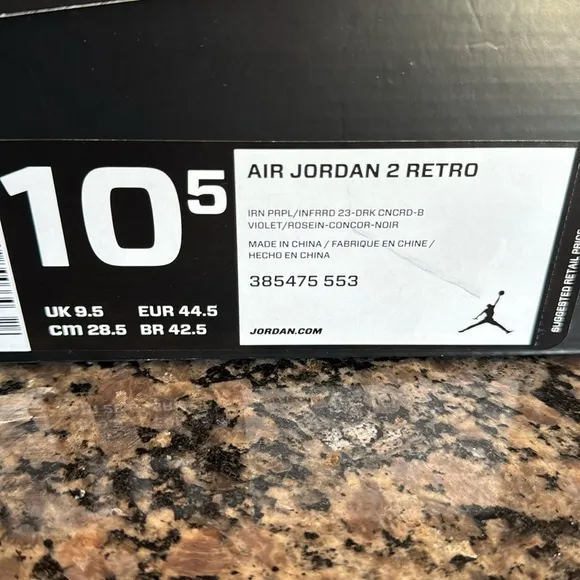 10 5
UK 9.5 EUR 44.5
cm 28.5 BR 42.5
AIR JORDAN 2 RETRO
IRN PRPL/INFRRD 23-DRK CNCRD-B
VIOLET/ROSEIN-CONCOR-NOIR
MADE IN CHINA / FABRIQUE EN CHINE /
HECHO EN CHINA
385475 553
JORDAN.COM
SUGGESTED RETAIL PRICE